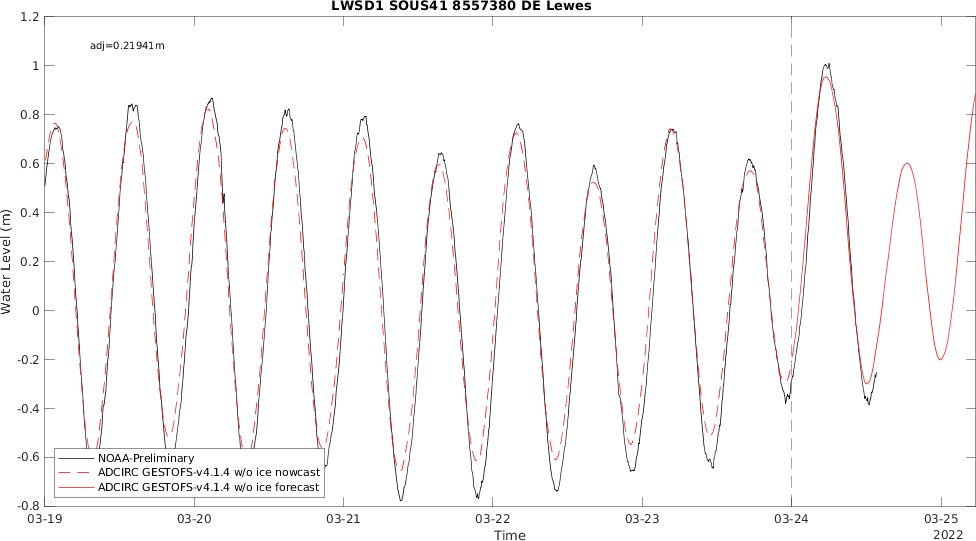 LWSD1 SOUS41 8557380 DE Lewes
adj=0.21941m
Water Level (m)
1.2
1
0.8
0.6
0.4
0.2
0
-0.2
-0.4
-0.6
-0.8
NOAA-Preliminary
ADCIRC GESTOFS-v4.1.4 w/o ice nowcast
ADCIRC GESTOFS-v4.1.4 w/o ice forecast
03-19 03-20 03-21 03-22 03-23 03-24 03-25
Time
2022